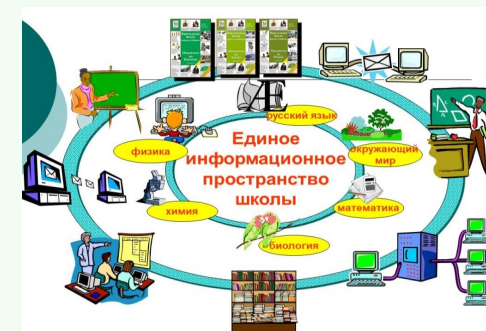 русский язык
Единое
информационное
пространство
школы
физика
окружающий
мир
химия
математика
биология